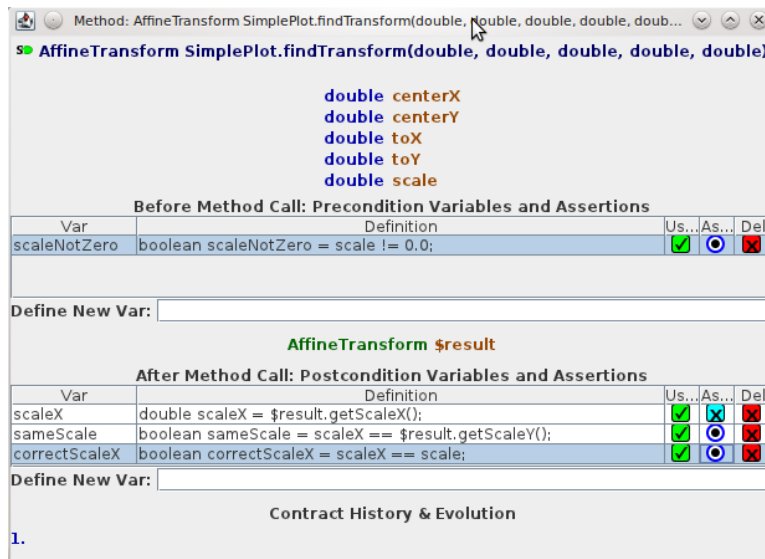 Method: AffineTransform SimplePlot.findTransform(double, double, double, double, doub...
S AffineTransform SimplePlot.findTransform(double, double, double, double, double)
double centerX
double centerY
double toX
double toY
double scale
Before Method Call: Precondition Variables and Assertions
Var Definition Us... As... Del
scaleNotZero boolean scaleNotZero = scale != 0.0;
Define New Var:
AffineTransform $result
After Method Call: Postcondition Variables and Assertions
Var Definition Us... As... Del
scaleX double scaleX = $result.getScaleX();
sameScale boolean sameScale = scaleX == $result.getScaleY();
correctScaleX boolean correctScaleX = scaleX == scale;
Define New Var:
Contract History & Evolution
1.